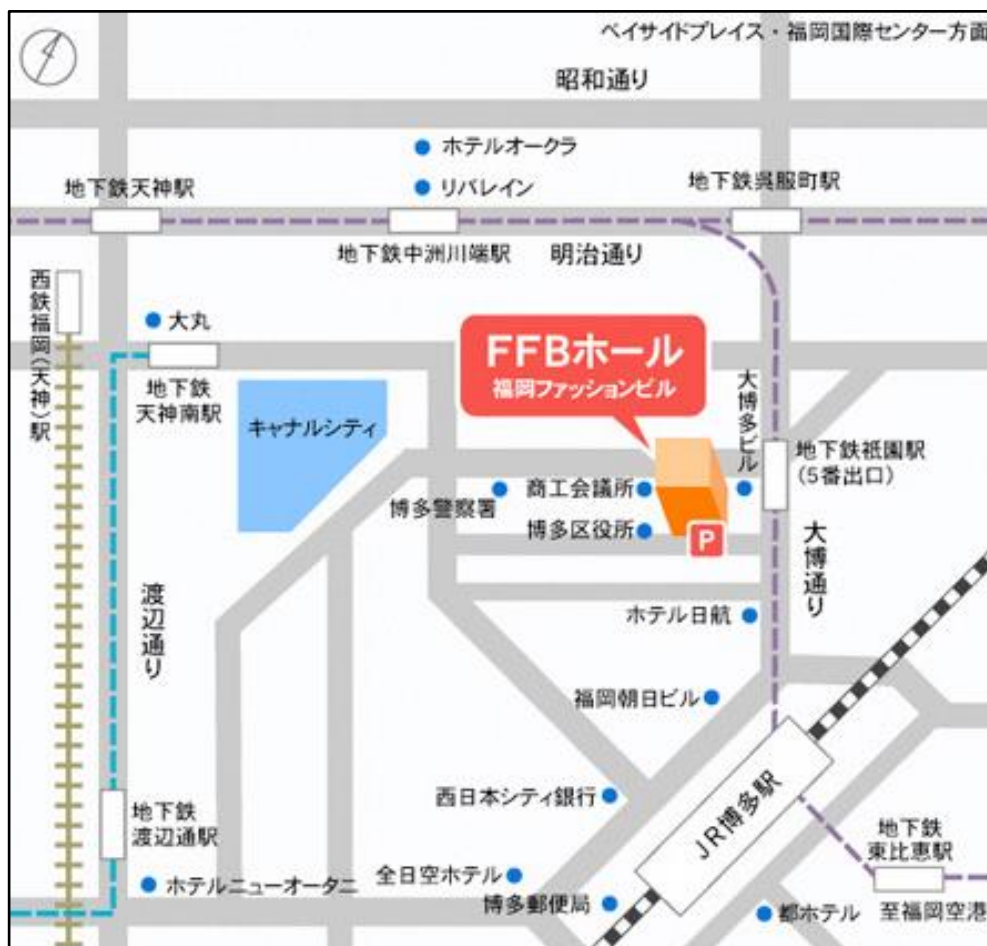 ベイサイドプレイス・福岡国際センター方面
昭和通り
ホテルオークラ
リバレイン
地下鉄天神駅
地下鉄呉服町駅
地下鉄中洲川端駅
明治通り
西鉄福岡(天神)駅
大丸
地下鉄
天神南駅
キャナルシティ
FFBホール
福岡ファッションビル
大博多ビル
地下鉄祇園駅
(5番出口)
商工会議所
博多警察署
博多区役所
P
大博通り
渡辺通り
ホテル日航
福岡朝日ビル
西日本シティ銀行
JR博多駅
地下鉄
渡辺通駅
地下鉄
東比恵駅
全日空ホテル
ホテルニューオータニ
博多郵便局
都ホテル
至福岡空港